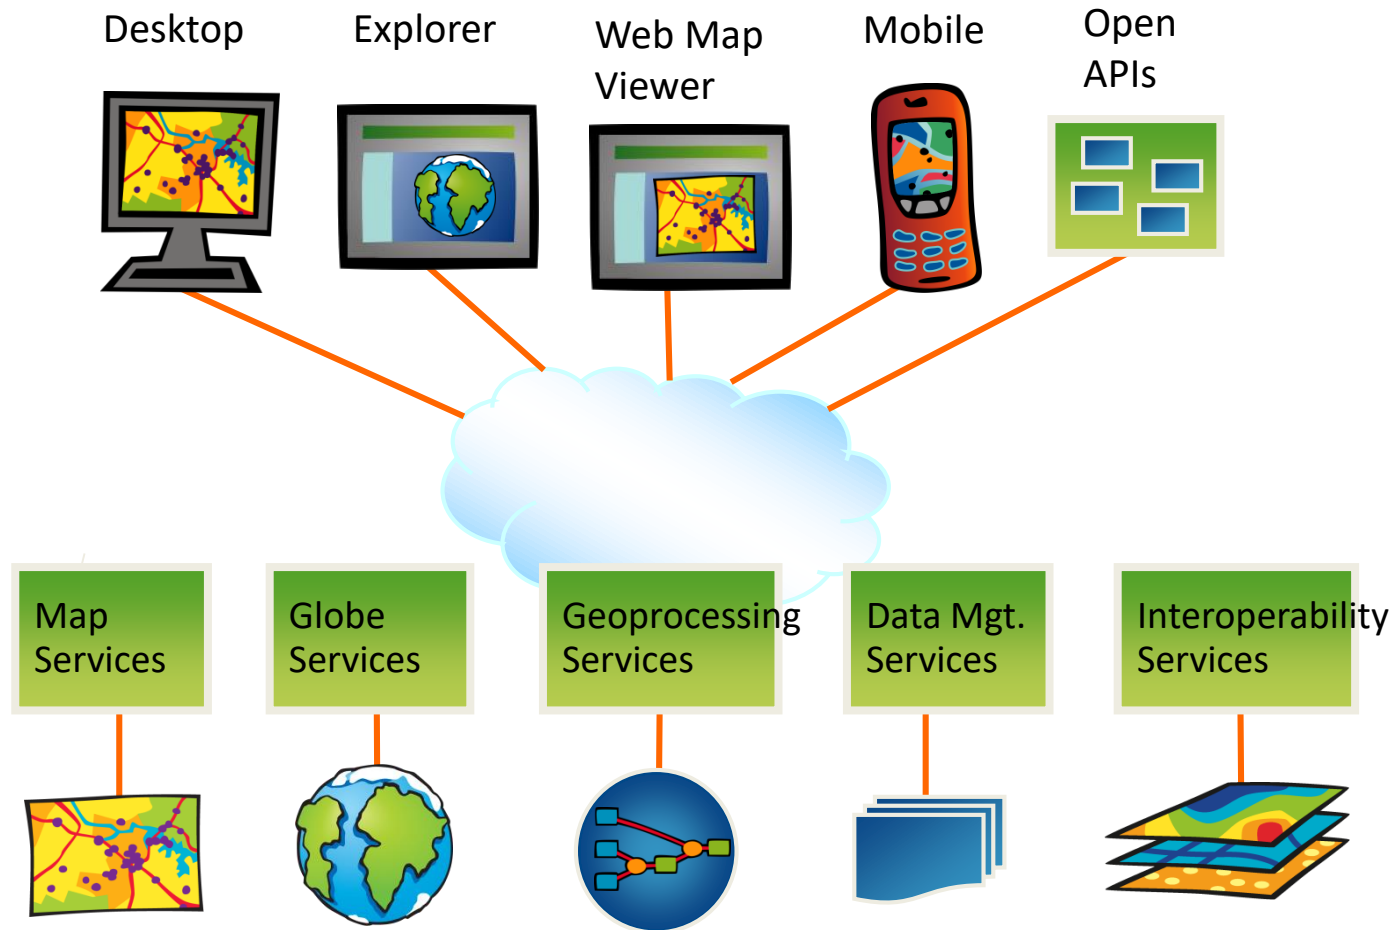 Desktop
Explorer
Web Map
Viewer
Mobile
Open
APIs
Map
Services
Globe
Services
Geoprocessing
Services
Data Mgt.
Services
Interoperability
Services